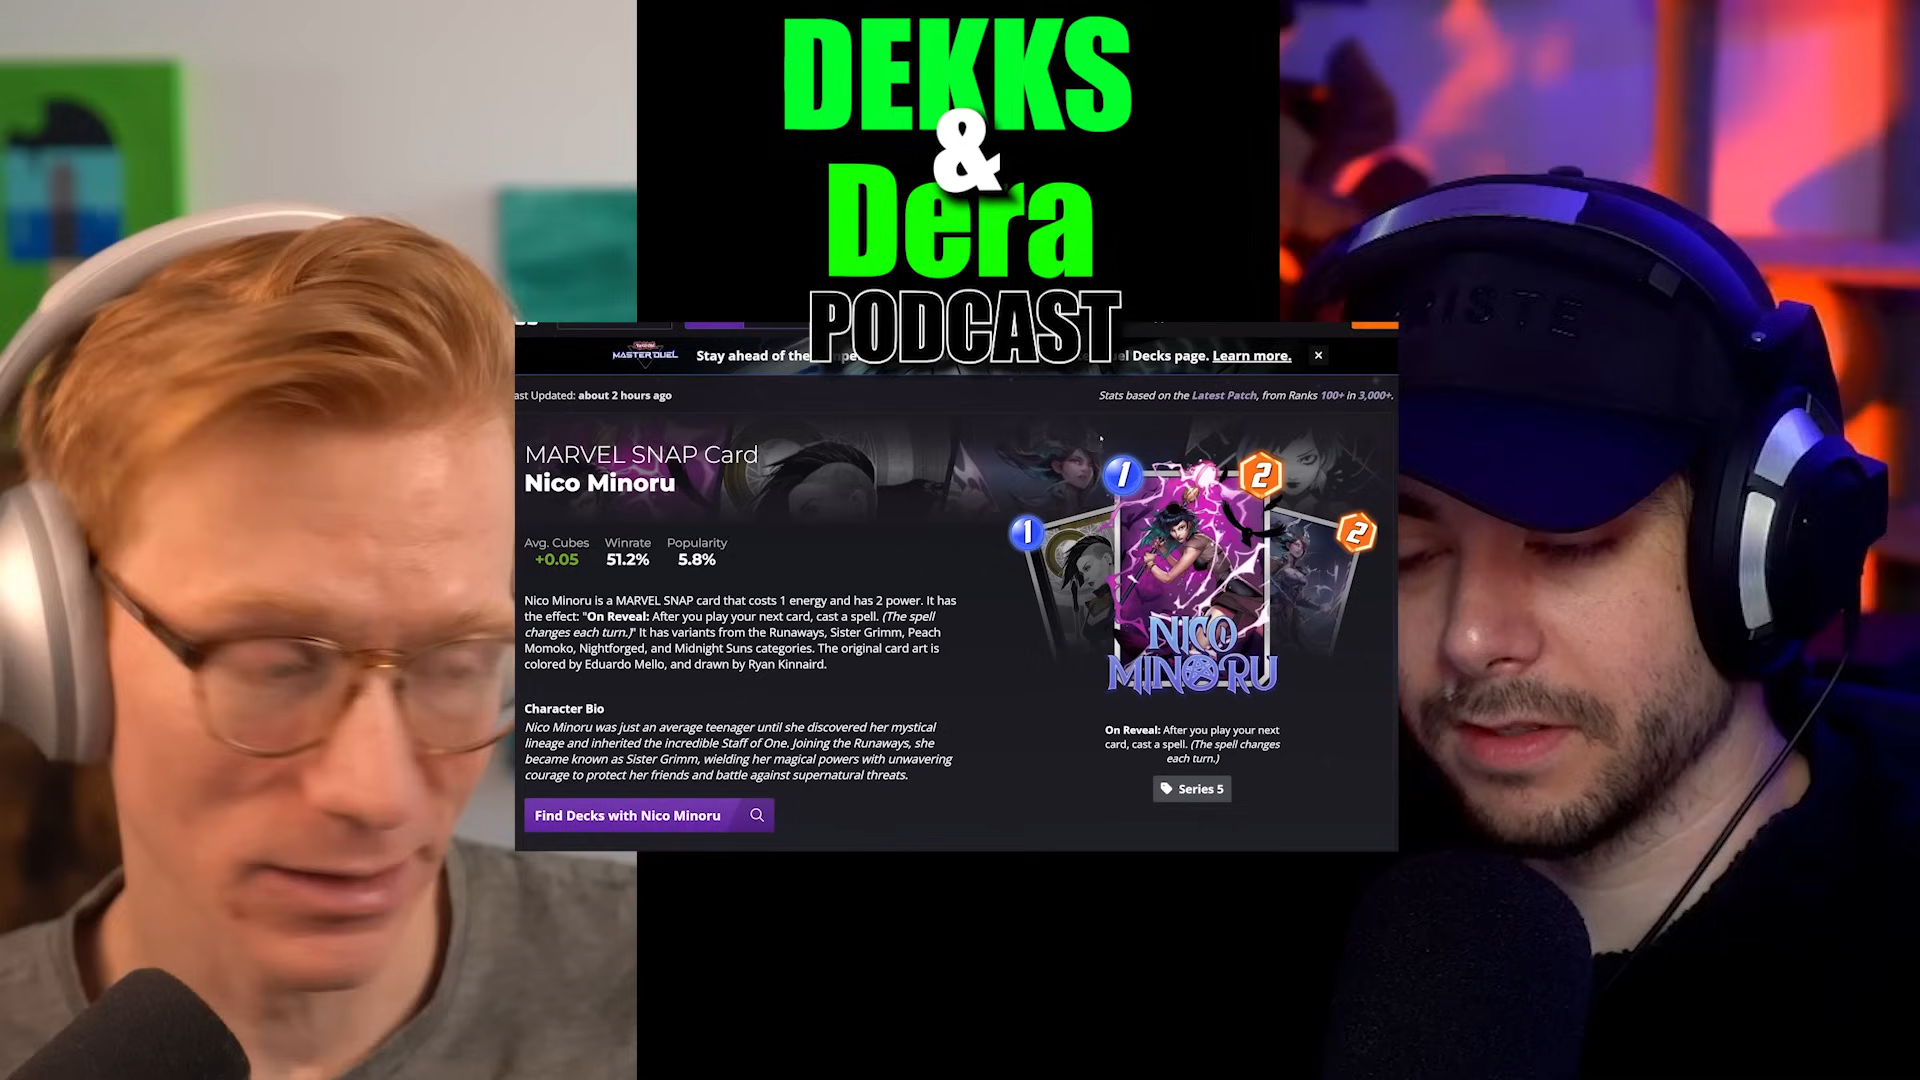 DEKKS
&
Dera
PODCAST
MASTER DUEL
Stay ahead of the
Decks page. Learn more.
Last Updated: about 2 hours ago
Stats based on the Latest Patch, from Ranks 100+ in 3,000+.
MARVEL SNAP Card
Nico Minoru
Avg. Cubes Winrate Popularity
+0.05 51.2% 5.8%
Nico Minoru is a MARVEL SNAP card that costs 1 energy and has 2 power. It has
the effect: "On Reveal: After you play your next card, cast a spell. (The spell
changes each turn.)" It has variants from the Runaways, Sister Grimm, Peach
Momoko, Nightforged, and Midnight Suns categories. The original card art is
colored by Eduardo Mello, and drawn by Ryan Kinnaird.
Character Bio
Nico Minoru was just an average teenager until she discovered her mystical
lineage and inherited the incredible Staff of One. Joining the Runaways, she
became known as Sister Grimm, wielding her magical powers with unwavering
courage to protect her friends and battle against supernatural threats.
Find Decks with Nico Minoru
1 2
1 2
NICO
MINORU
On Reveal: After you play your next
card, cast a spell. (The spell changes
each turn.)
Series 5